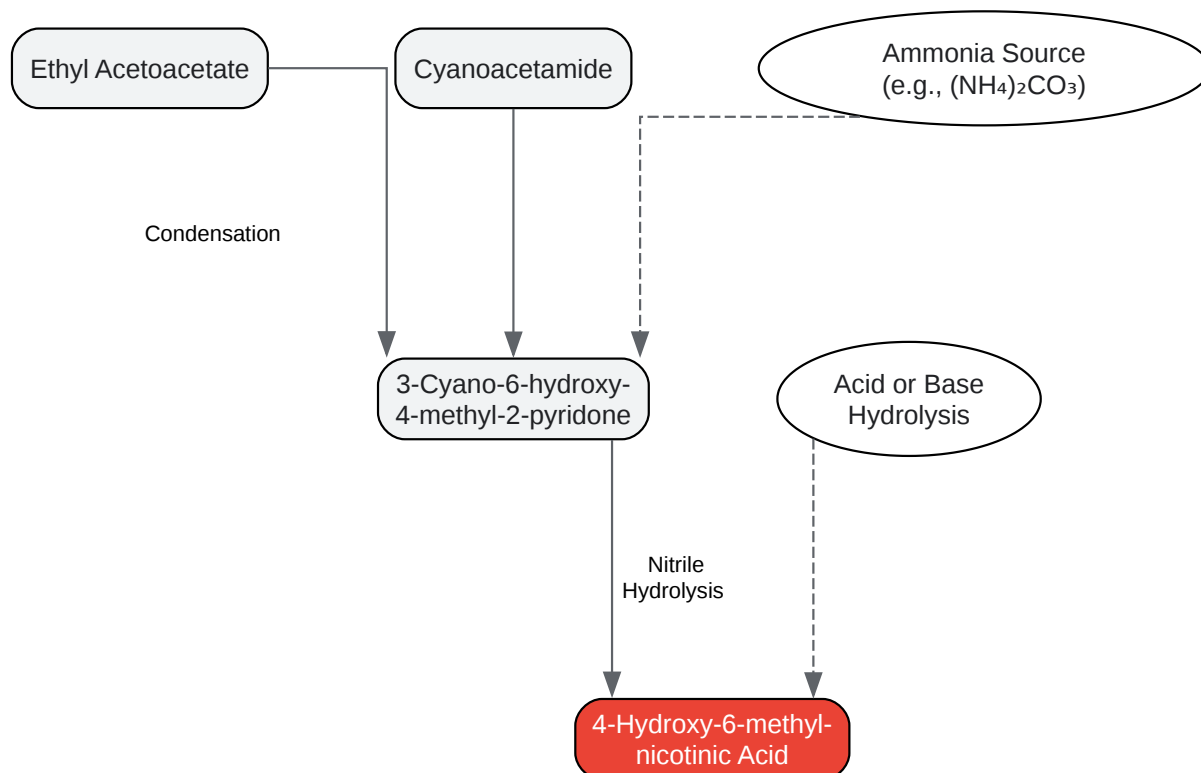 Ethyl Acetoacetate
Cyanoacetamide
Ammonia Source
(e.g., (NH₄)₂CO₃)
Condensation
3-Cyano-6-hydroxy-
4-methyl-2-pyridone
Acid or Base
Hydrolysis
Nitrile
Hydrolysis
4-Hydroxy-6-methyl-
nicotinic Acid